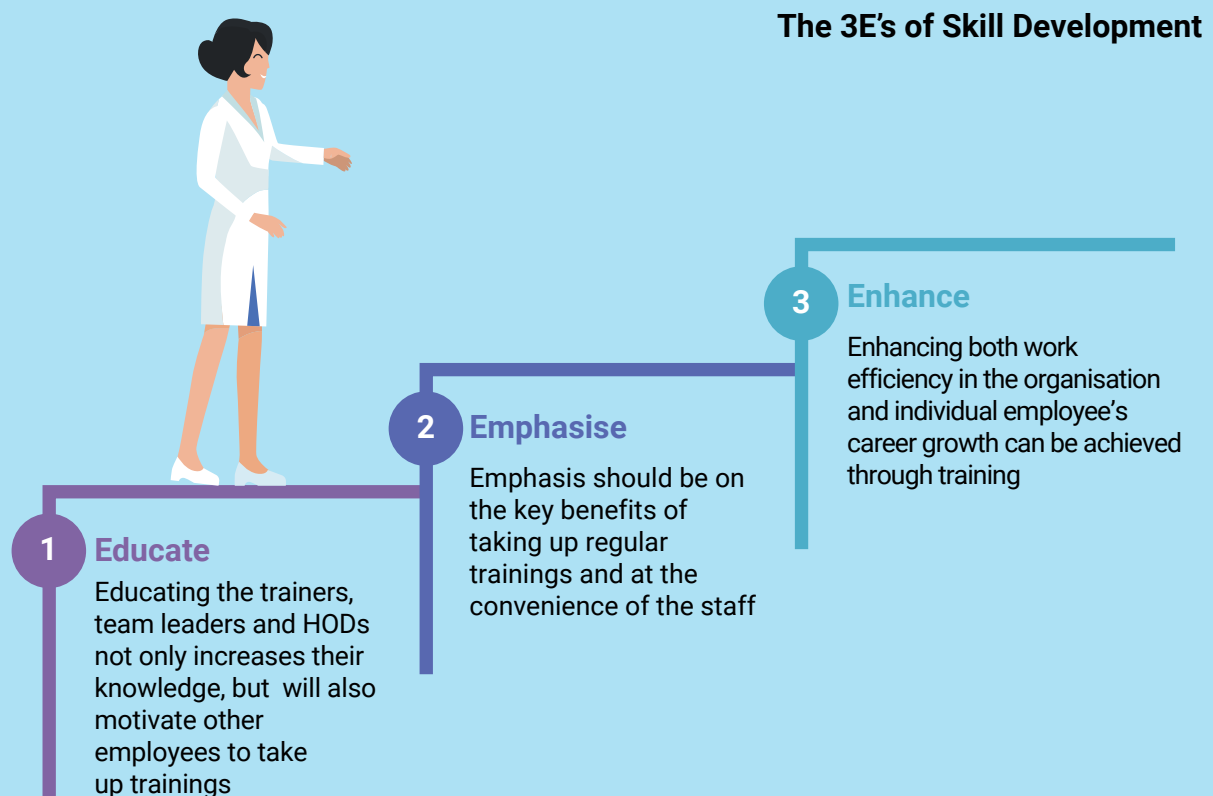 The 3E’s of Skill Development
1
Educate
Educating the trainers,
team leaders and HODs
not only increases their
knowledge, but  will also
motivate other
employees to take
up trainings
2
Emphasise
Emphasis should be on
the key benefits of
taking up regular
trainings and at the
convenience of the staff
3
Enhance
Enhancing both work
efficiency in the organisation
and individual employee’s
career growth can be achieved
through training